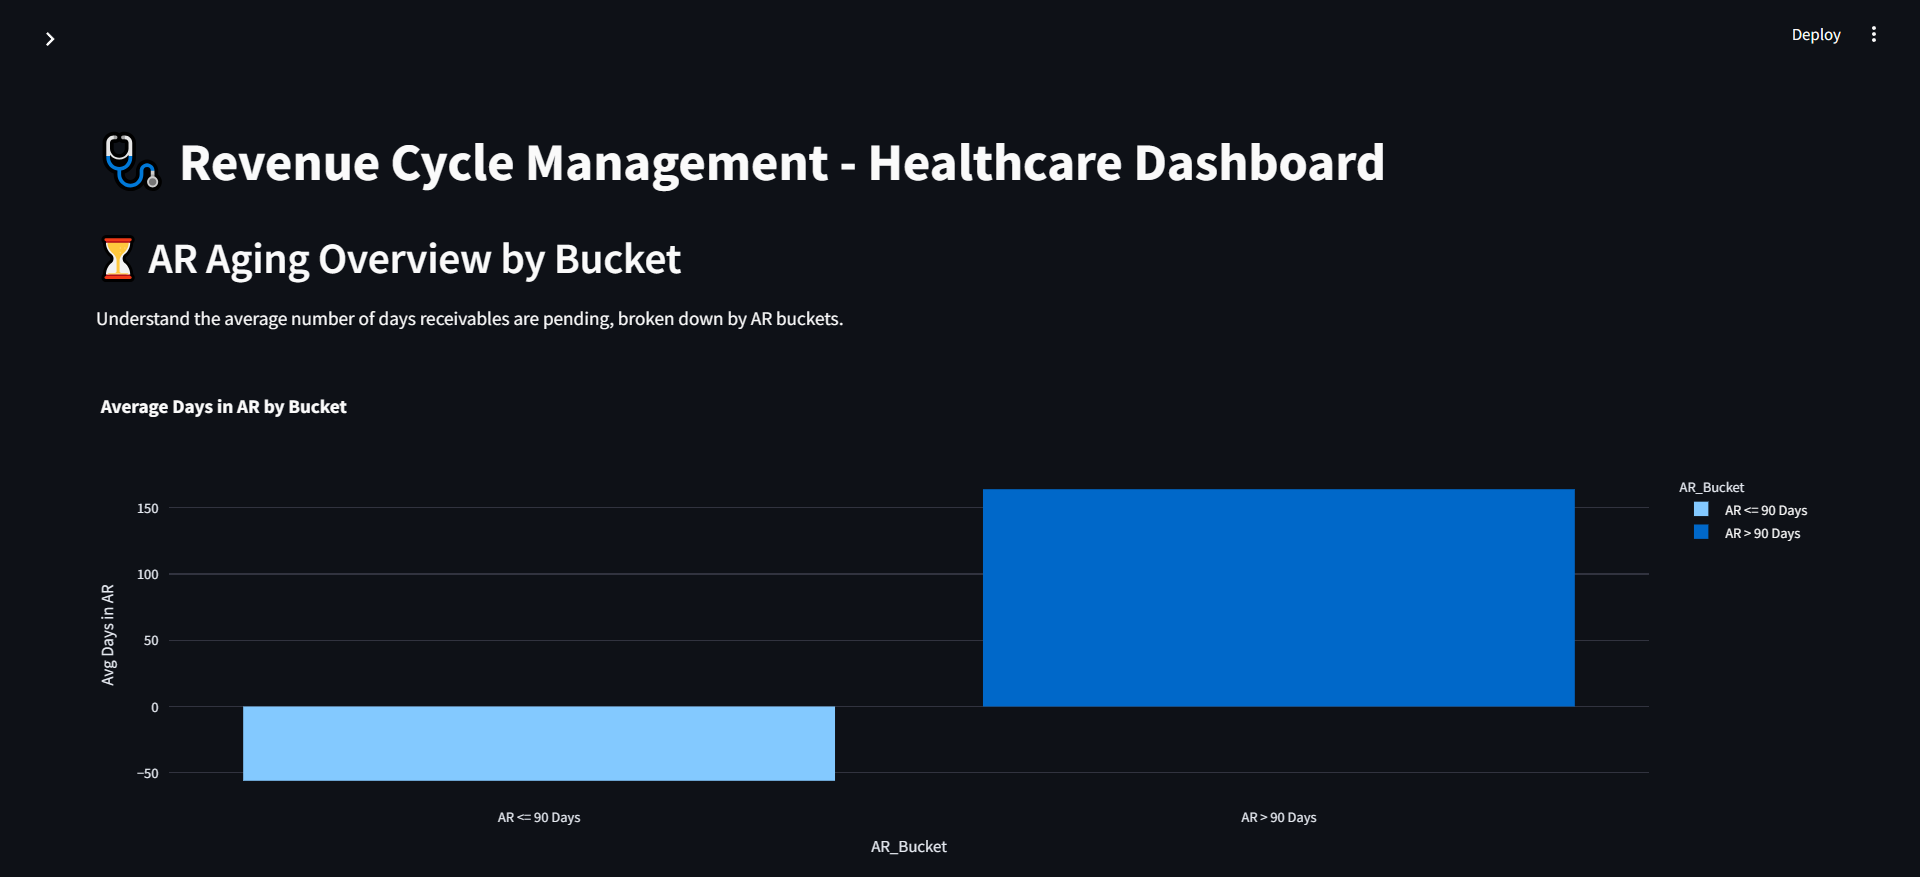 Deploy
Revenue Cycle Management - Healthcare Dashboard
AR Aging Overview by Bucket
Understand the average number of days receivables are pending, broken down by AR buckets.
Average Days in AR by Bucket
AR_Bucket
AR <= 90 Days
AR > 90 Days
150
100
50
0
−50
Avg Days in AR
AR <= 90 Days
AR > 90 Days
AR_Bucket